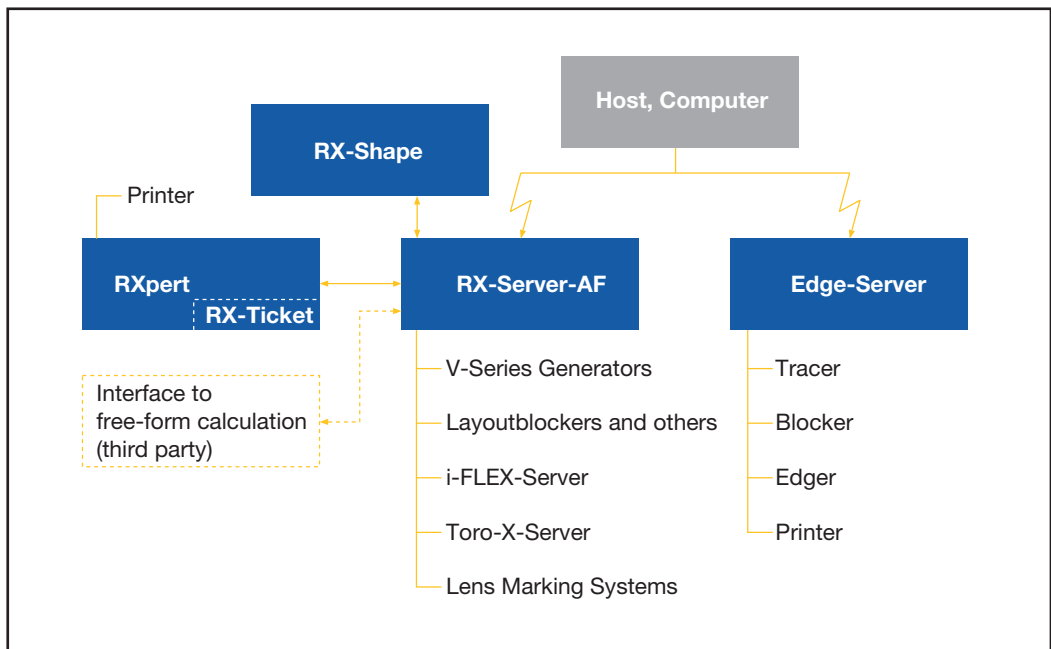 Host, Computer
RX-Shape
Printer
RXpert
RX-Ticket
RX-Server-AF
Edge-Server
Interface to
free-form calculation
(third party)
V-Series Generators
Layoutblockers and others
i-FLEX-Server
Toro-X-Server
Lens Marking Systems
Tracer
Blocker
Edger
Printer